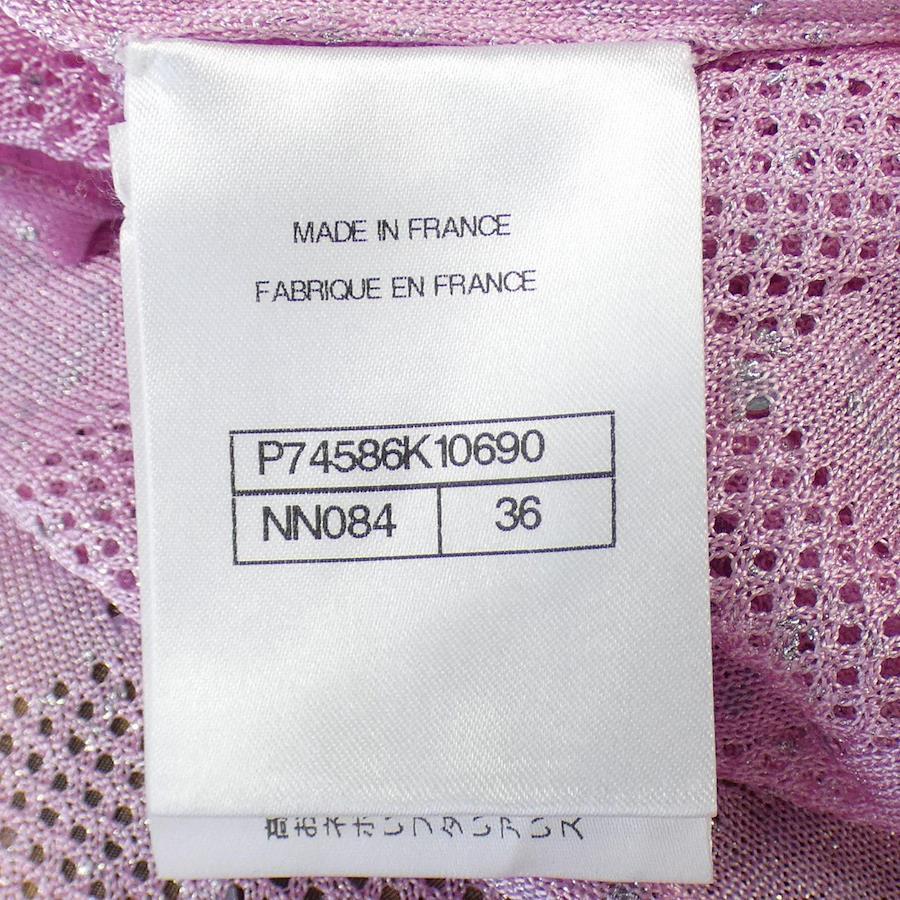 MADE IN FRANCE
FABRIQUE EN FRANCE
P74586K10690
NN084 36